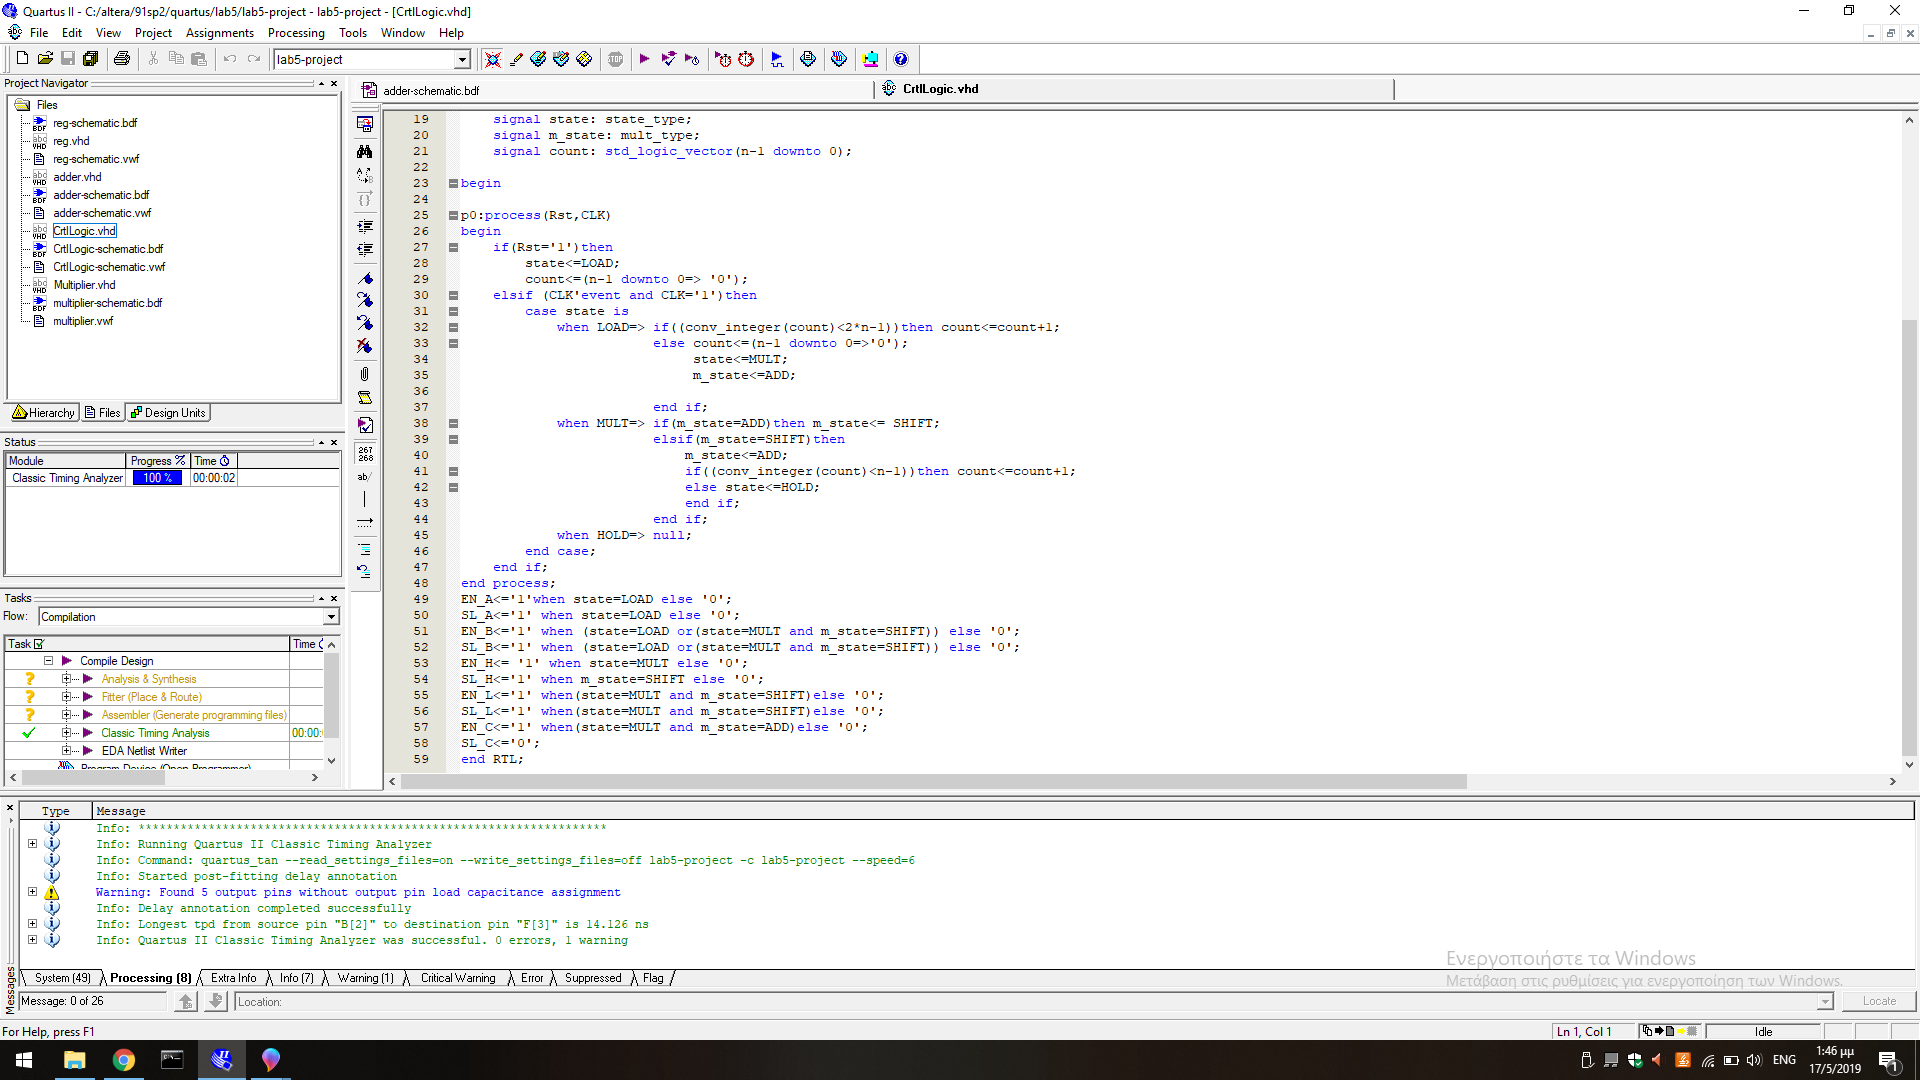 Quartus II - C:/altera/91sp2/quartus/lab5/lab5-project - lab5-project - [CrtlLogic.vhd]
File Edit View Project Assignments Processing Tools Window Help
lab5-project
Project Navigator
Files
reg-schematic.bdf
reg.vhd
reg-schematic.vwf
adder.vhd
adder-schematic.bdf
adder-schematic.vwf
CrtlLogic.vhd
CrtlLogic-schematic.bdf
CrtlLogic-schematic.vwf
Multiplier.vhd
multiplier-schematic.bdf
multiplier.vwf
Hierarchy Files Design Units
Status
Module Progress % Time
Classic Timing Analyzer 100 % 00:00:02
Tasks
Flow: Compilation
Task Time
Compile Design
Analysis & Synthesis
Fitter (Place & Route)
Assembler (Generate programming files)
Classic Timing Analysis 00:00:
EDA Netlist Writer
Program Device (Open Programmer)
adder-schematic.bdf CrtlLogic.vhd
19 signal state: state_type;
20 signal m_state: mult_type;
21 signal count: std_logic_vector(n-1 downto 0);
22
23 begin
24
25 p0:process(Rst,CLK)
26 begin
27 if(Rst='1')then
28 state<=LOAD;
29 count<=(n-1 downto 0=> '0');
30 elsif (CLK'event and CLK='1')then
31 case state is
32 when LOAD=> if((conv_integer(count)<2*n-1))then count<=count+1;
33 else count<=(n-1 downto 0=>'0');
34 state<=MULT;
35 m_state<=ADD;
36
37 end if;
38 when MULT=> if(m_state=ADD)then m_state<= SHIFT;
39 elsif(m_state=SHIFT)then
40 m_state<=ADD;
41 if((conv_integer(count)<n-1))then count<=count+1;
42 else state<=HOLD;
43 end if;
44 end if;
45 when HOLD=> null;
46 end case;
47 end if;
48 end process;
49 EN_A<='1'when state=LOAD else '0';
50 SL_A<='1' when state=LOAD else '0';
51 EN_B<='1' when (state=LOAD or(state=MULT and m_state=SHIFT)) else '0';
52 SL_B<='1' when (state=LOAD or(state=MULT and m_state=SHIFT)) else '0';
53 EN_H<= '1' when state=MULT else '0';
54 SL_H<='1' when m_state=SHIFT else '0';
55 EN_L<='1' when(state=MULT and m_state=SHIFT)else '0';
56 SL_L<='1' when(state=MULT and m_state=SHIFT)else '0';
57 EN_C<='1' when(state=MULT and m_state=ADD)else '0';
58 SL_C<='0';
59 end RTL;
Type Message
Info: *******************************************************************
Info: Running Quartus II Classic Timing Analyzer
Info: Command: quartus_tan --read_settings_files=on --write_settings_files=off lab5-project -c lab5-project --speed=6
Info: Started post-fitting delay annotation
Warning: Found 5 output pins without output pin load capacitance assignment
Info: Delay annotation completed successfully
Info: Longest tpd from source pin "B[2]" to destination pin "F[3]" is 14.126 ns
Info: Quartus II Classic Timing Analyzer was successful. 0 errors, 1 warning
System (49) Processing (8) Extra Info Info (7) Warning (1) Critical Warning Error Suppressed Flag
Messages
Message: 0 of 26 Location: Locate
Ενεργοποιήστε τα Windows
Μετάβαση στις ρυθμίσεις για ενεργοποίηση των Windows.
For Help, press F1 Ln 1, Col 1 Idle
ENG 1:46 μμ
17/5/2019
1